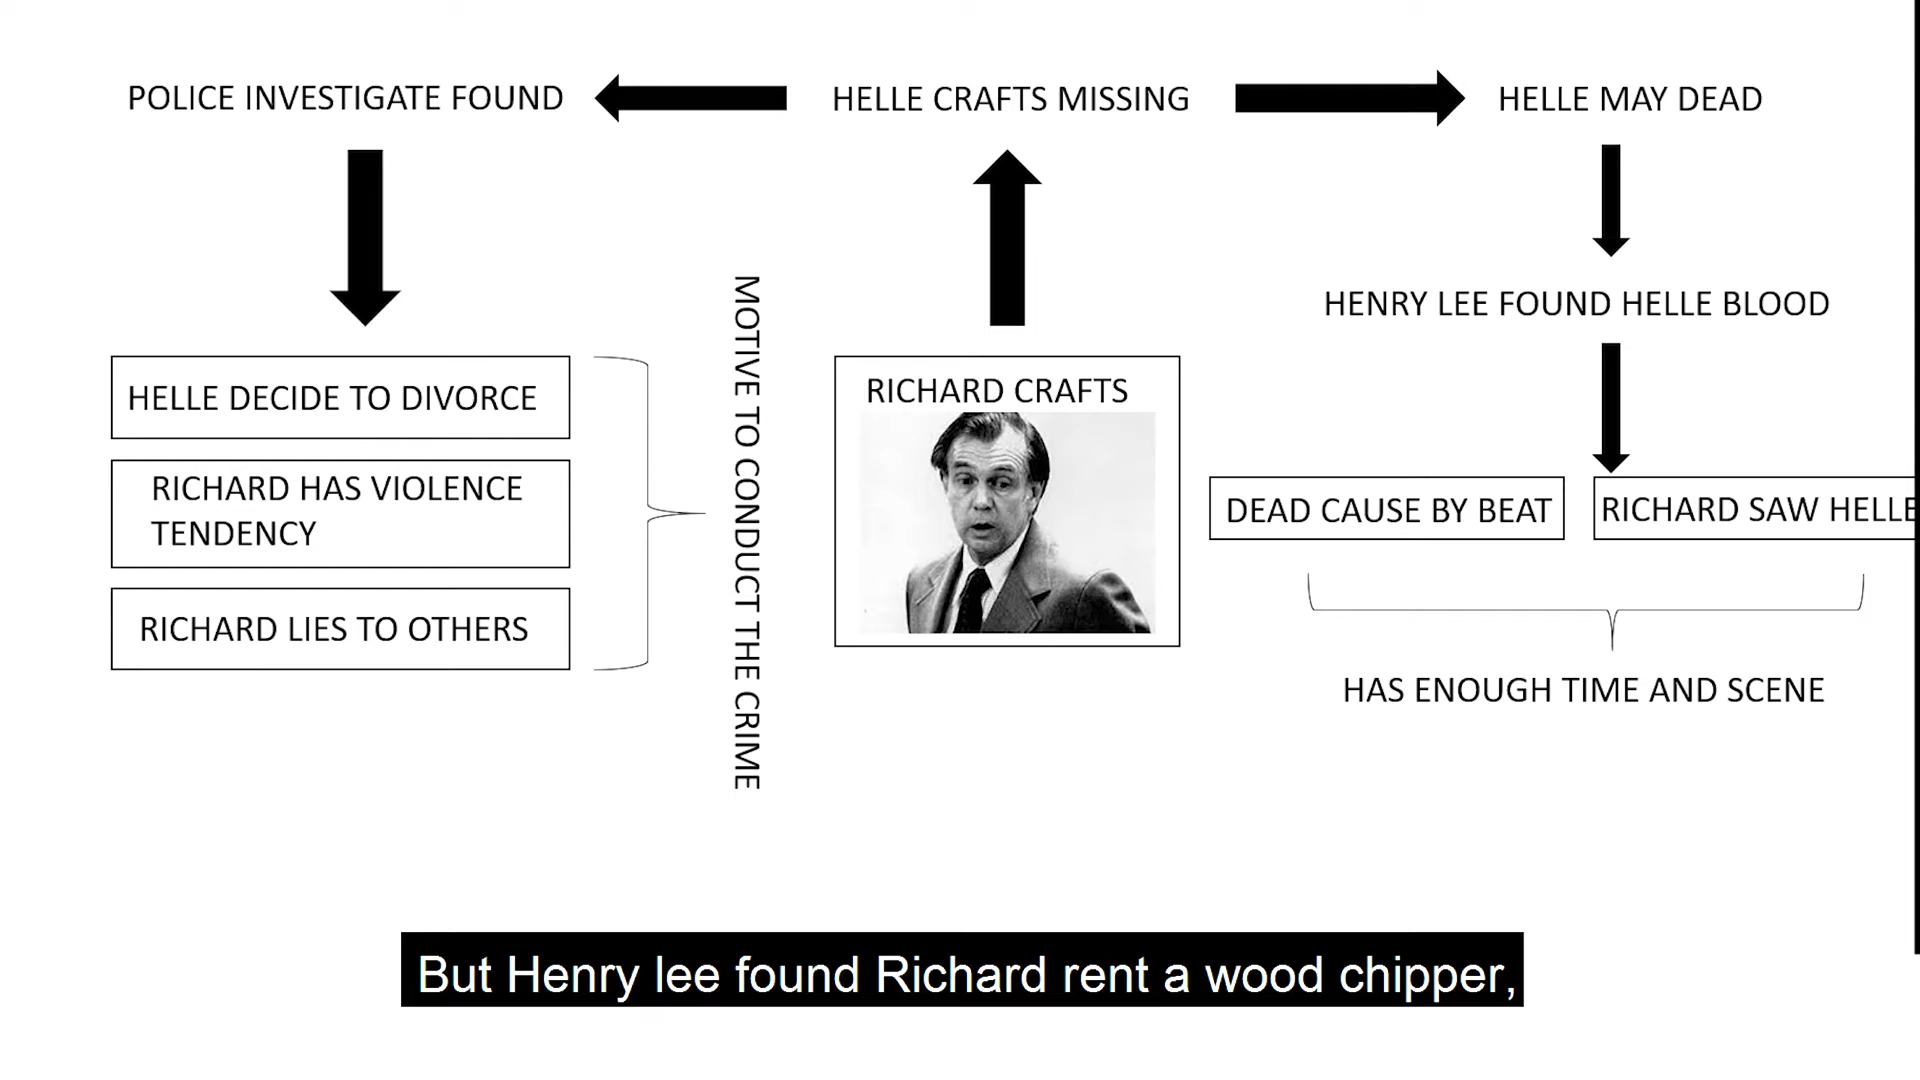 POLICE INVESTIGATE FOUND
HELLE CRAFTS MISSING
HELLE MAY DEAD
HENRY LEE FOUND HELLE BLOOD
HELLE DECIDE TO DIVORCE
RICHARD HAS VIOLENCE
TENDENCY
RICHARD LIES TO OTHERS
MOTIVE TO CONDUCT THE CRIME
RICHARD CRAFTS
DEAD CAUSE BY BEAT
RICHARD SAW HELLE
HAS ENOUGH TIME AND SCENE
But Henry lee found Richard rent a wood chipper,